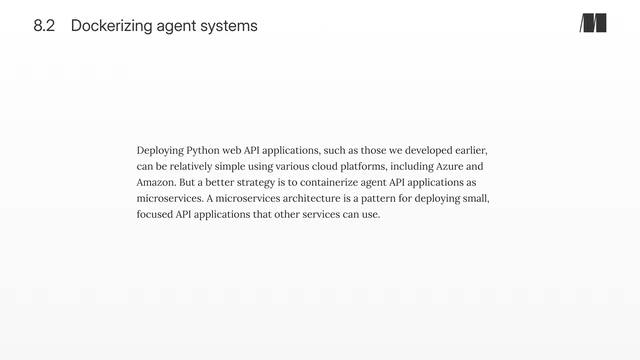 8.2 Dockerizing agent systems
Deploying Python web API applications, such as those we developed earlier,
can be relatively simple using various cloud platforms, including Azure and
Amazon. But a better strategy is to containerize agent API applications as
microservices. A microservices architecture is a pattern for deploying small,
focused API applications that other services can use.